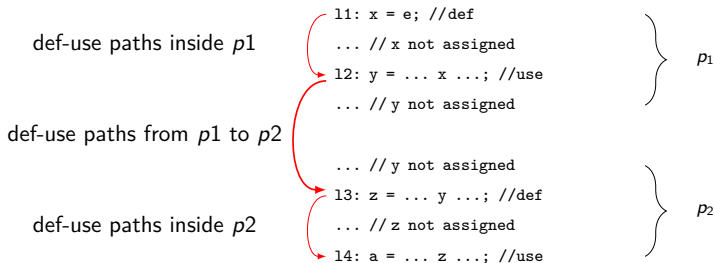 l1: x = e; //def
def-use paths inside p1
... // x not assigned
p1
l2: y = ... x ...; //use
... // y not assigned
def-use paths from p1 to p2
... // y not assigned
l3: z = ... y ...; //def
p2
def-use paths inside p2
... // z not assigned
l4: a = ... z ...; //use